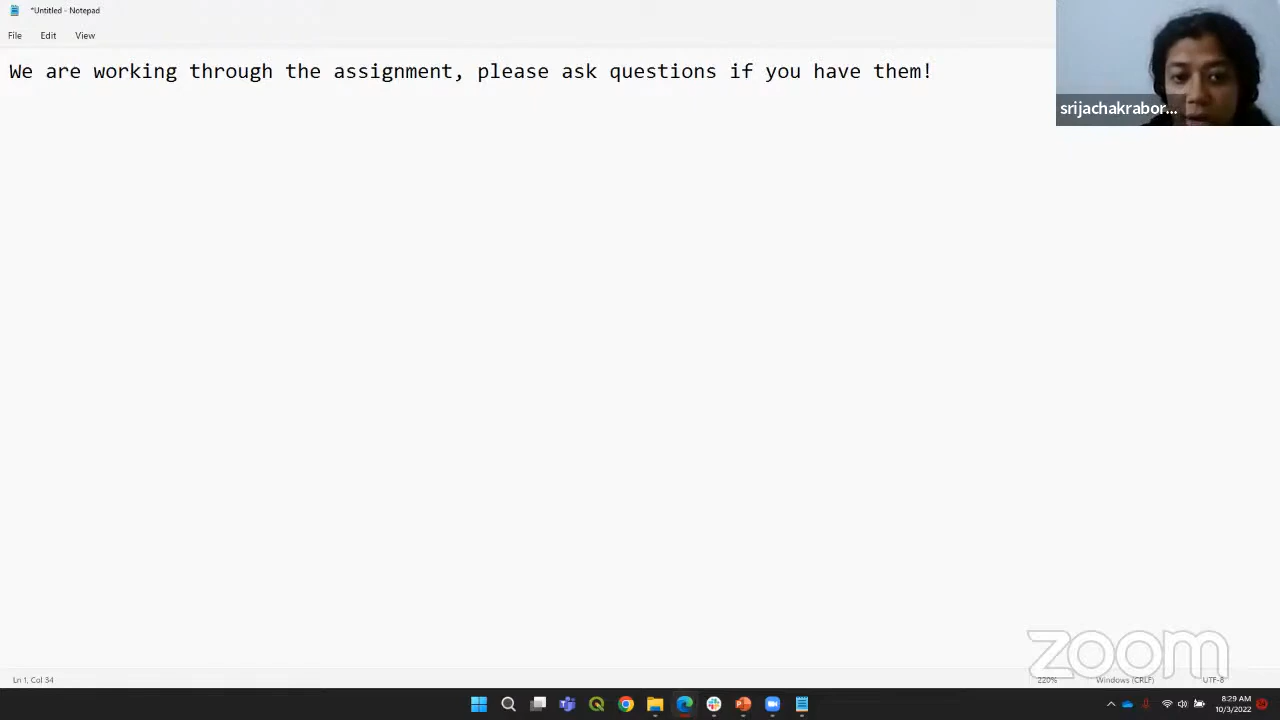 *Untitled - Notepad
File Edit View
We are working through the assignment, please ask questions if you have them!
srijachakrabor...
zoom
Ln 1, Col 34
220%
Windows (CRLF)
UTF-8
8:29 AM
10/3/2022